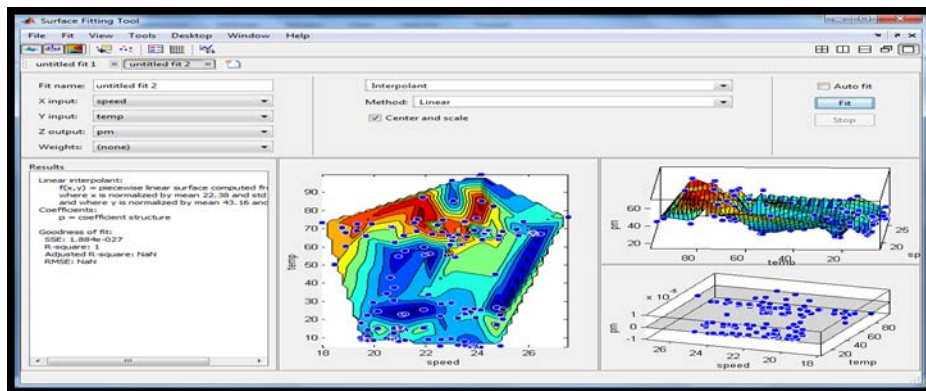 Surface Fitting Tool
File Fit View Tools Desktop Window Help
untitled fit 1 untitled fit 2
Fit name: untitled fit 2
X input: speed
Y input: temp
Z output: pm
Weights: (none)
Interpolant
Method: Linear
Center and scale
Auto fit
Fit
Stop
Results
Linear interpolant:
f(x,y) = piecewise linear surface computed fr
where x is normalized by mean 22.38 and std
and where y is normalized by mean 43.16 and
Coefficients:
p = coefficient structure
Goodness of fit:
SSE: 1.884e-027
R-square: 1
Adjusted R-square: NaN
RMSE: NaN
90
80
70
60
50
40
30
20
10
temp
18 20 22 24 26
speed
60
40
20
pm
80 60 40 20
temp
25
20
sp
x 10
1
0
-1
pm
26 24 22 20 18
speed
20 40 60 80
temp